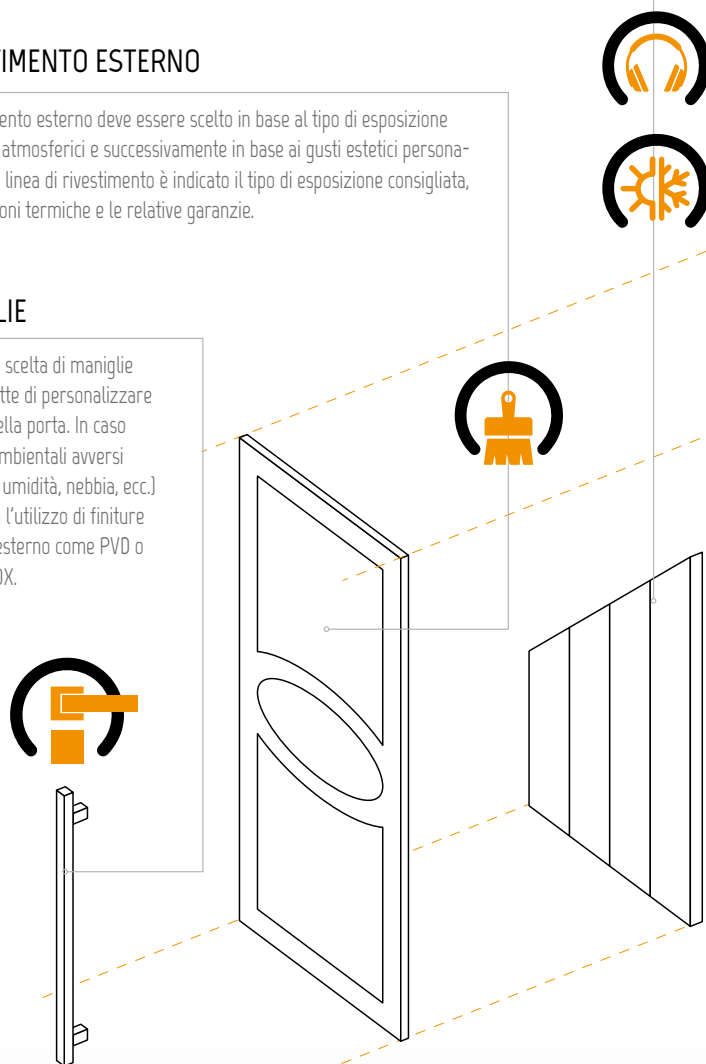 TIMENTO ESTERNO
ento esterno deve essere scelto in base al tipo di esposizione
atmosferici e successivamente in base ai gusti estetici persona-
linea di rivestimento è indicato il tipo di esposizione consigliata,
oni termiche e le relative garanzie.
LIE
scelta di maniglie
tte di personalizzare
ella porta. In caso
mbientali avversi
umidità, nebbia, ecc.)
l'utilizzo di finiture
esterno come PVD o
OX.